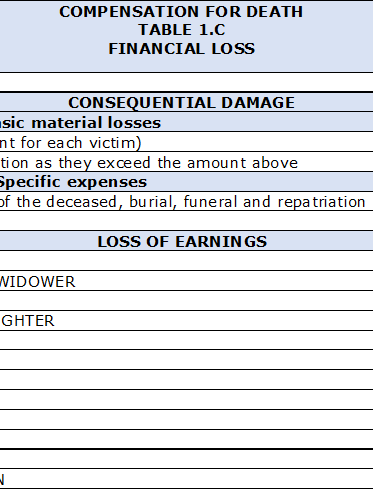 COMPENSATION FOR DEATH
TABLE 1.C
FINANCIAL LOSS
CONSEQUENTIAL DAMAGE
asic material losses
nt for each victim)
tion as they exceed the amount above
Specific expenses
of the deceased, burial, funeral and repatriation
LOSS OF EARNINGS
WIDOWER
GHTER
N